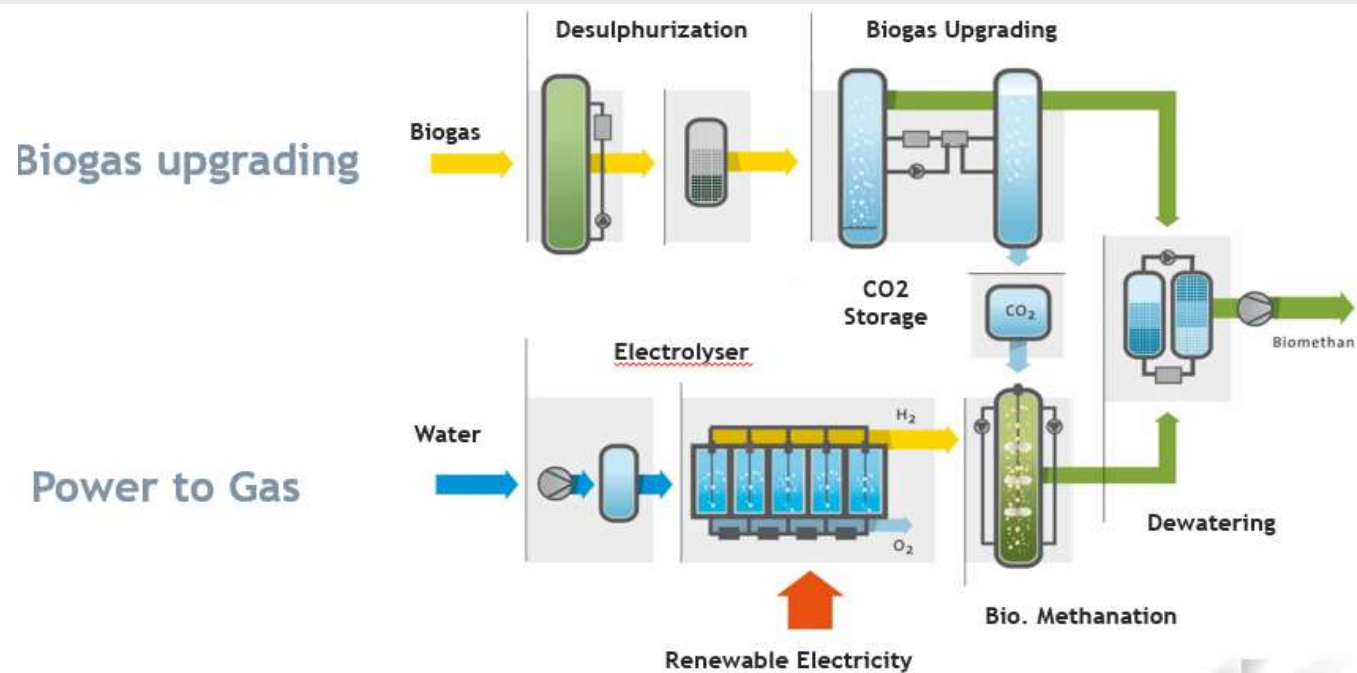 Desulphurization
Biogas Upgrading
Biogas
Biogas upgrading
CO2
Storage
CO₂
Biomethan
Electrolyser
H₂
Water
Power to Gas
O₂
Dewatering
Bio. Methanation
Renewable Electricity